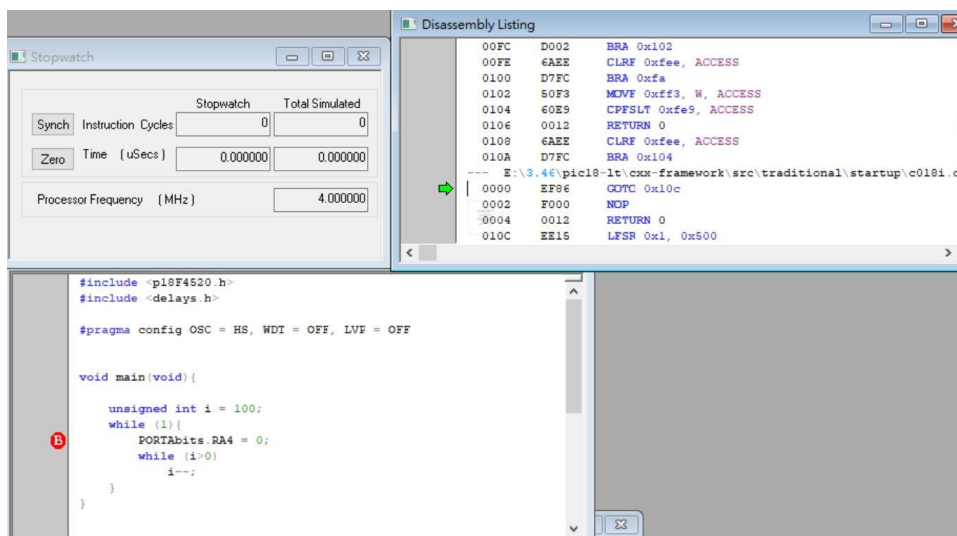 Disassembly Listing
00FC D002 BRA 0x102
00FE 6AEE CLRF 0xfee, ACCESS
0100 D7FC BRA 0xfa
0102 50F3 MOVF 0xff3, W, ACCESS
0104 60E9 CPFSLT 0xfe9, ACCESS
0106 0012 RETURN 0
0108 6AEE CLRF 0xfee, ACCESS
010A D7FC BRA 0x104
--- E:\3.46\pic18-lt\cxx-framework\src\traditional\startup\c018i.c
0000 EF86 GOTO 0x10c
0002 F000 NOP
0004 0012 RETURN 0
010C EE15 LFSR 0x1, 0x500
Stopwatch
Stopwatch Total Simulated
Synch Instruction Cycles 0 0
Zero Time (uSecs) 0.000000 0.000000
Processor Frequency (MHz) 4.000000
#include <p18F4520.h>
#include <delays.h>
#pragma config OSC = HS, WDT = OFF, LVP = OFF
void main(void){
unsigned int i = 100;
while (1){
B PORTAbits.RA4 = 0;
while (i>0)
i--;
}
}